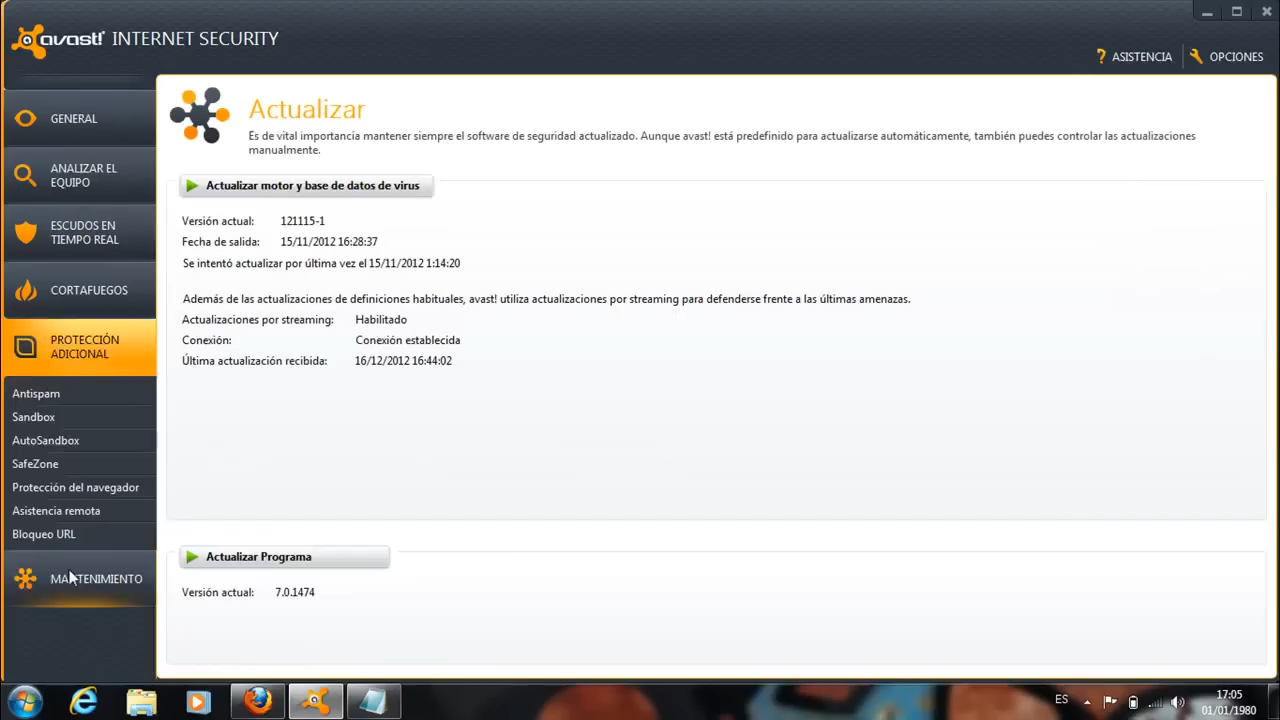 avast! INTERNET SECURITY
ASISTENCIA
OPCIONES
GENERAL
ANALIZAR EL
EQUIPO
ESCUDOS EN
TIEMPO REAL
CORTAFUEGOS
PROTECCIÓN
ADICIONAL
Antispam
Sandbox
AutoSandbox
SafeZone
Protección del navegador
Asistencia remota
Bloqueo URL
MANTENIMIENTO
Actualizar
Es de vital importancia mantener siempre el software de seguridad actualizado. Aunque avast! está predefinido para actualizarse automáticamente, también puedes controlar las actualizaciones
manualmente.
Actualizar motor y base de datos de virus
Versión actual: 121115-1
Fecha de salida: 15/11/2012 16:28:37
Se intentó actualizar por última vez el 15/11/2012 1:14:20
Además de las actualizaciones de definiciones habituales, avast! utiliza actualizaciones por streaming para defenderse frente a las últimas amenazas.
Actualizaciones por streaming: Habilitado
Conexión: Conexión establecida
Última actualización recibida: 16/12/2012 16:44:02
Actualizar Programa
Versión actual: 7.0.1474
ES
17:05
01/01/1980